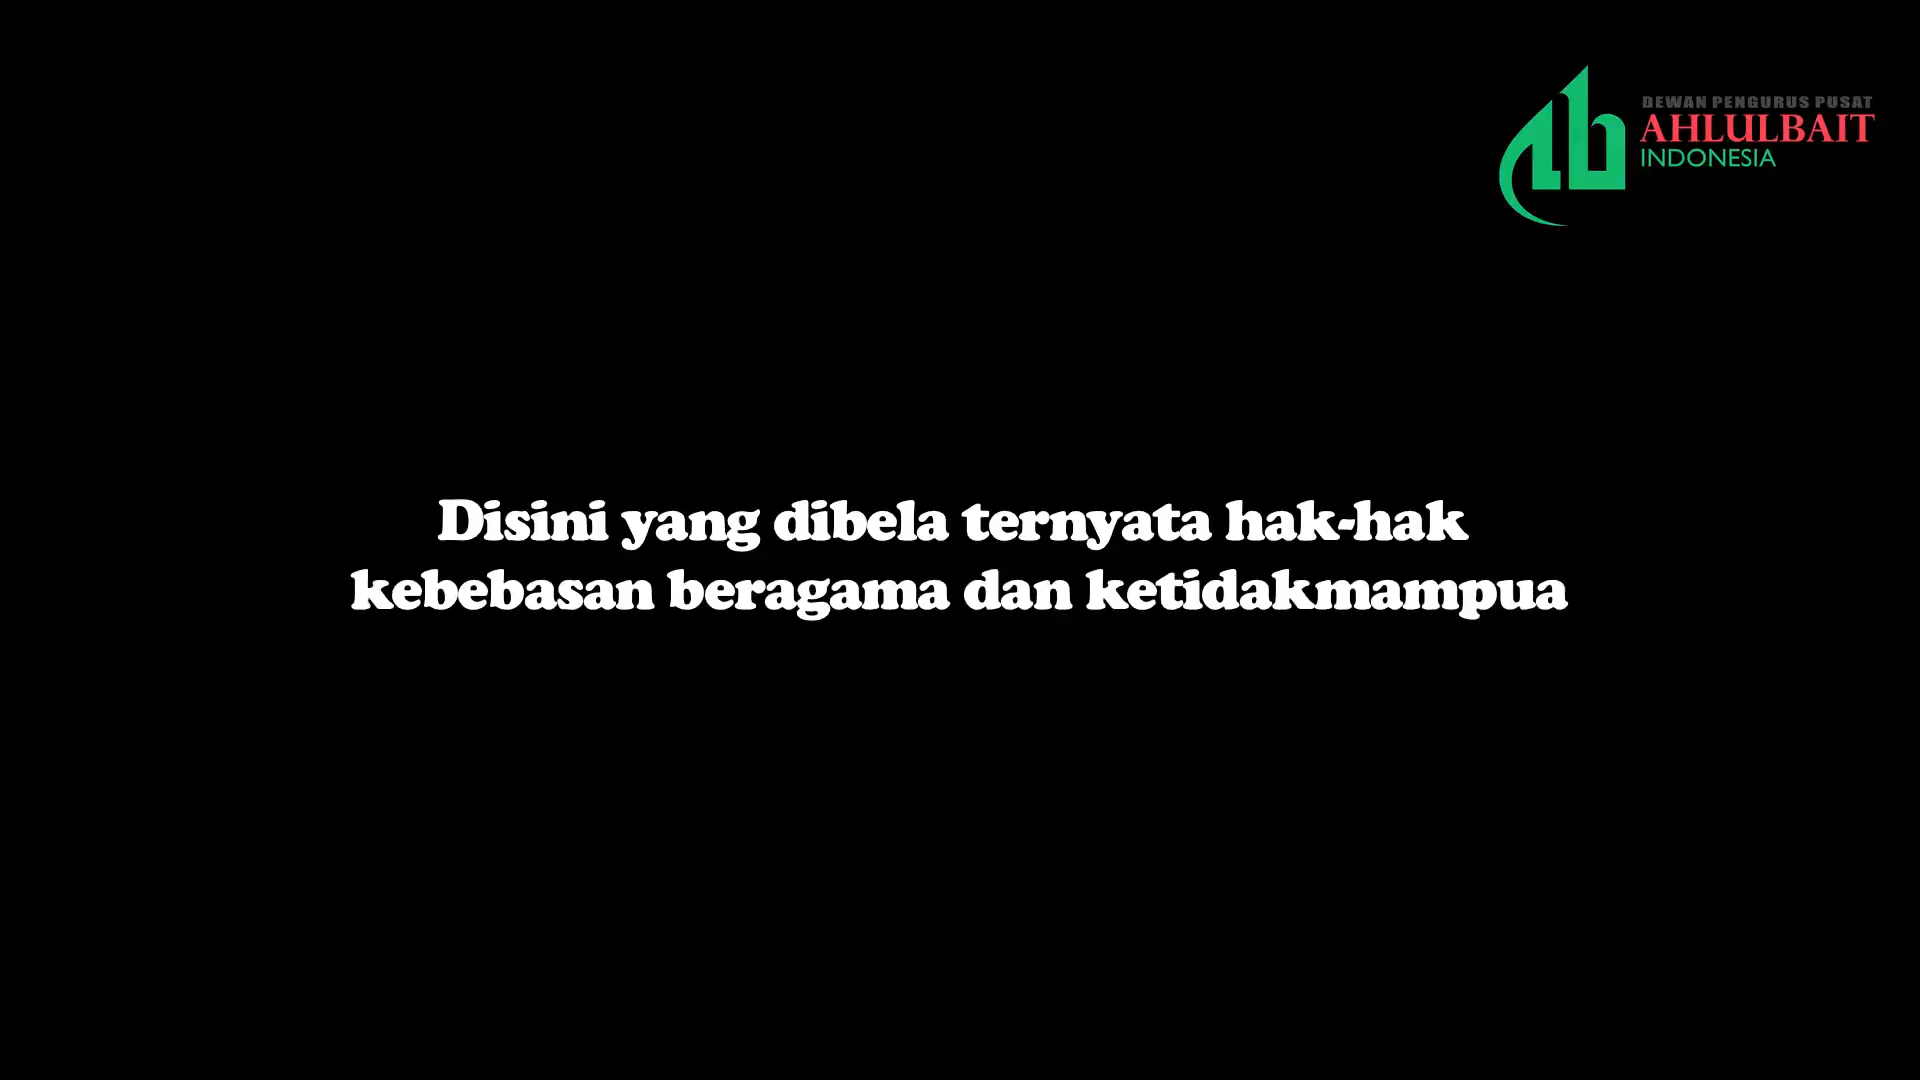 DEWAN PENGURUS PUSAT
AHLULBAIT
INDONESIA
Disini yang dibela ternyata hak-hak
kebebasan beragama dan ketidakmampua